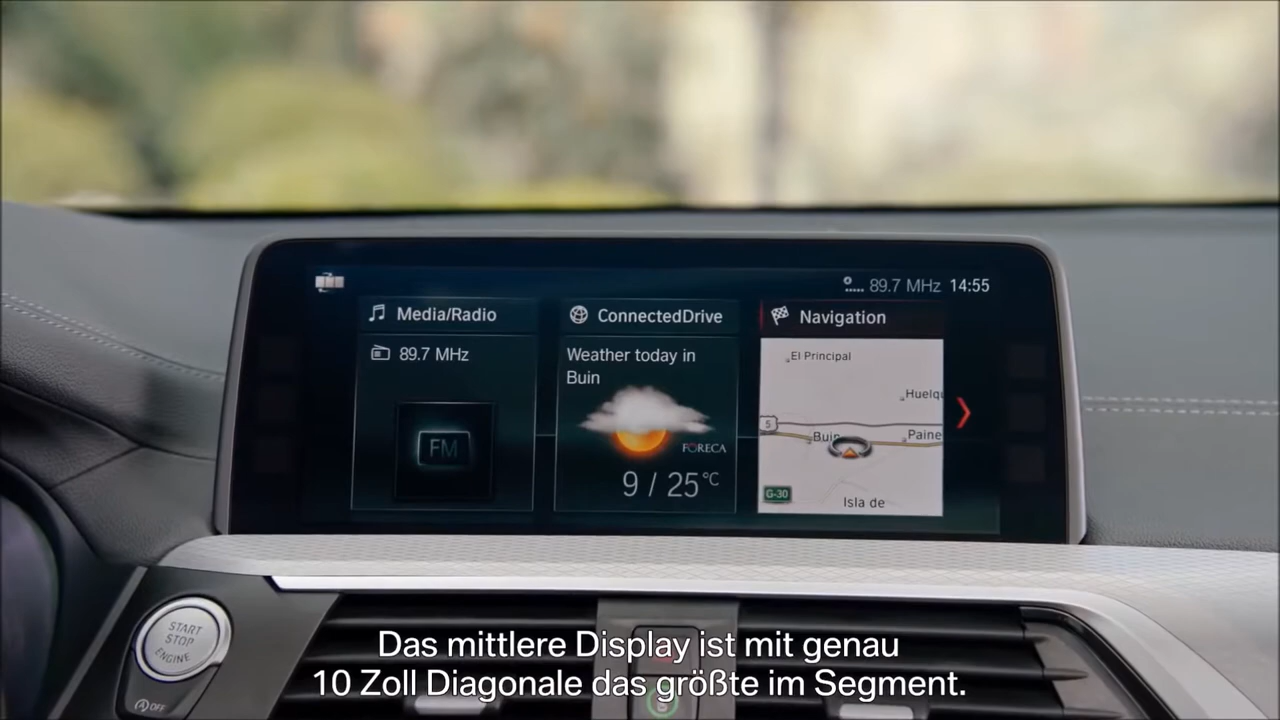 89.7 MHz 14:55
Media/Radio
89.7 MHz
FM
ConnectedDrive
Weather today in
Buin
FORECA
9 / 25°C
Navigation
El Principal
Huelqu
5
Buin
Paine
G-30
Isla de
START
STOP
ENGINE
OFF
Das mittlere Display ist mit genau
10 Zoll Diagonale das größte im Segment.